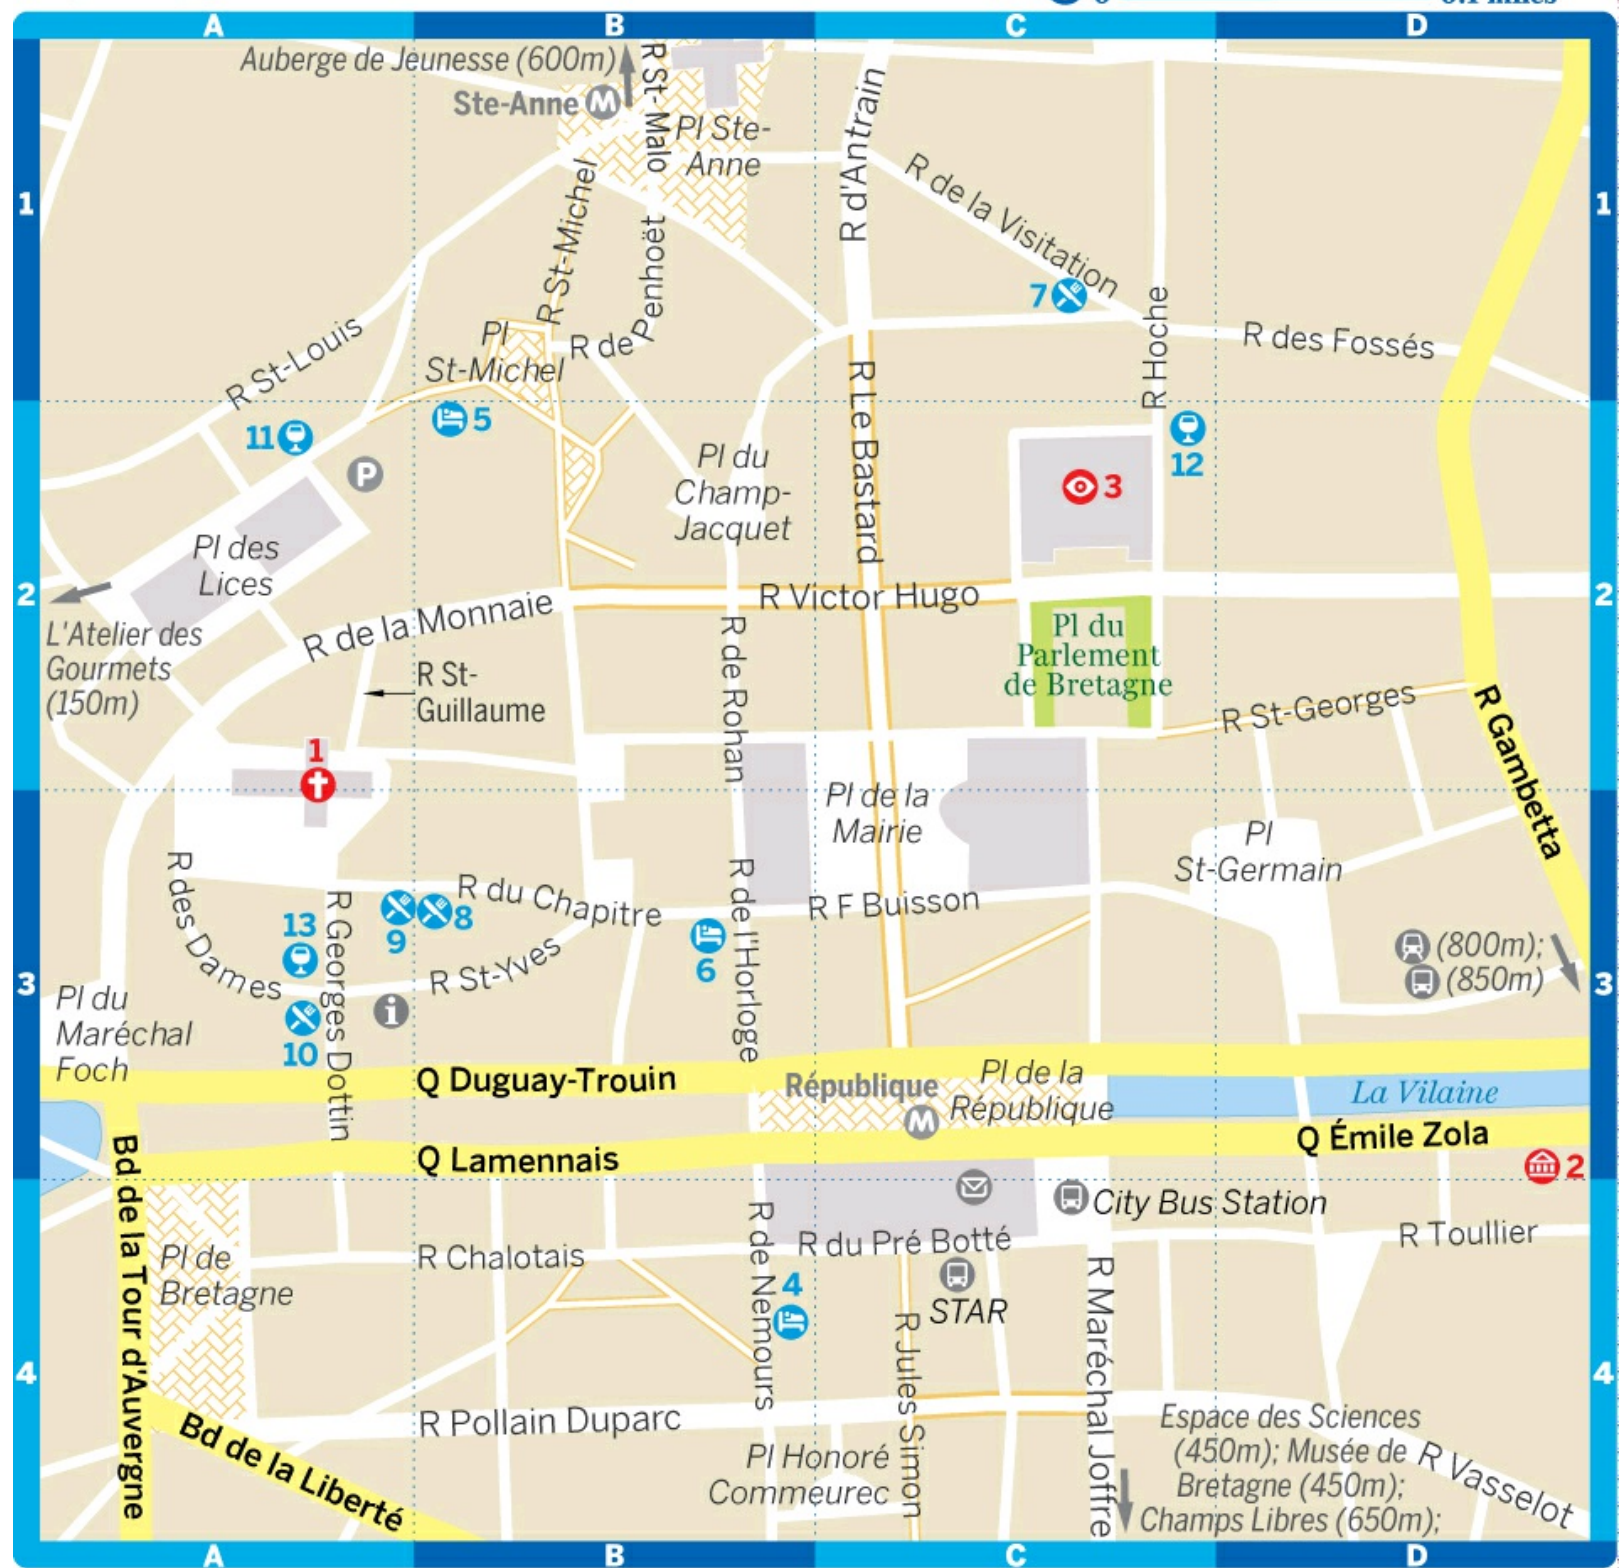 0
0.1 miles
A
B
C
D
Auberge de Jeunesse (600m)
Ste-Anne
M
R St-Malo
Pl Ste-
Anne
R d'Antrain
R de la Visitation
1
1
R St-Michel
R de Penhoët
7
R Hoche
R des Fossés
Pl
St-Michel
R St-Louis
R Le Bastard
11
5
P
12
Pl du
Champ-
Jacquet
3
Pl des
Lices
2
2
R Victor Hugo
R de la Monnaie
L'Atelier des
Gourmets
(150m)
R St-
Guillaume
R de Rohan
Pl du
Parlement
de Bretagne
R St-Georges
R Gambetta
1
Pl de la
Mairie
Pl
St-Germain
R des Dames
R Georges Dottin
R du Chapitre
R de l'Horloge
R F Buisson
13
9
8
6
R St-Yves
(800m);
(850m)
3
3
Pl du
Maréchal
Foch
10
i
Q Duguay-Trouin
République
M
Pl de la
République
La Vilaine
Q Lamennais
Q Émile Zola
2
Bd de la Tour d'Auvergne
City Bus Station
R Toullier
Pl de
Bretagne
R Chalotais
R de Nemours
R du Pré Botté
4
STAR
R Jules Simon
R Maréchal Joffre
4
4
R Pollain Duparc
Bd de la Liberté
Pl Honoré
Commeurec
Espace des Sciences
(450m); Musée de
Bretagne (450m);
Champs Libres (650m);
R Vasselot
A
B
C
D